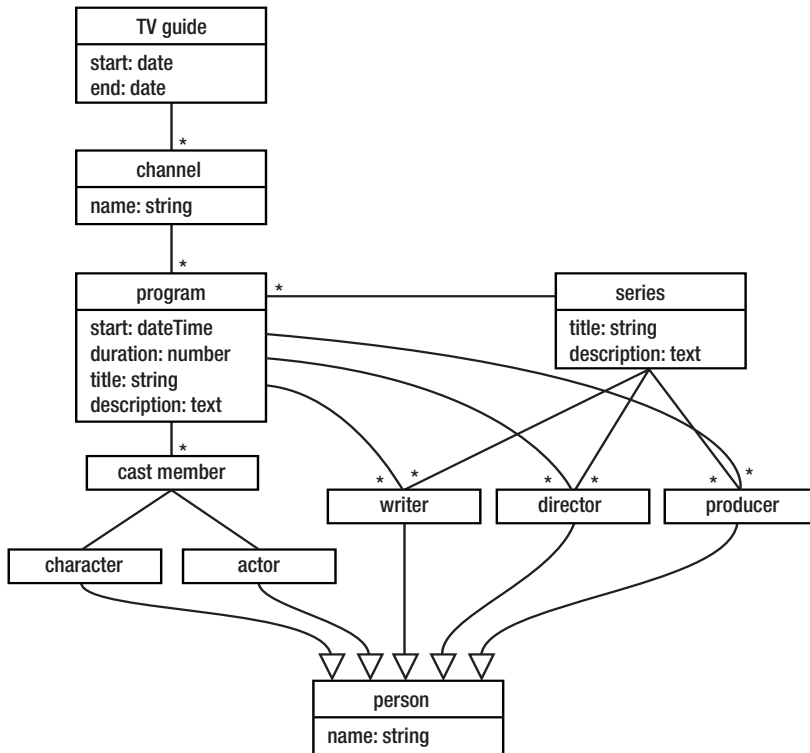 TV guide
start: date
end: date
*
channel
name: string
*
program
start: dateTime
duration: number
title: string
description: text
*
series
title: string
description: text
*
cast member
* *
writer
* *
director
* *
producer
character
actor
person
name: string